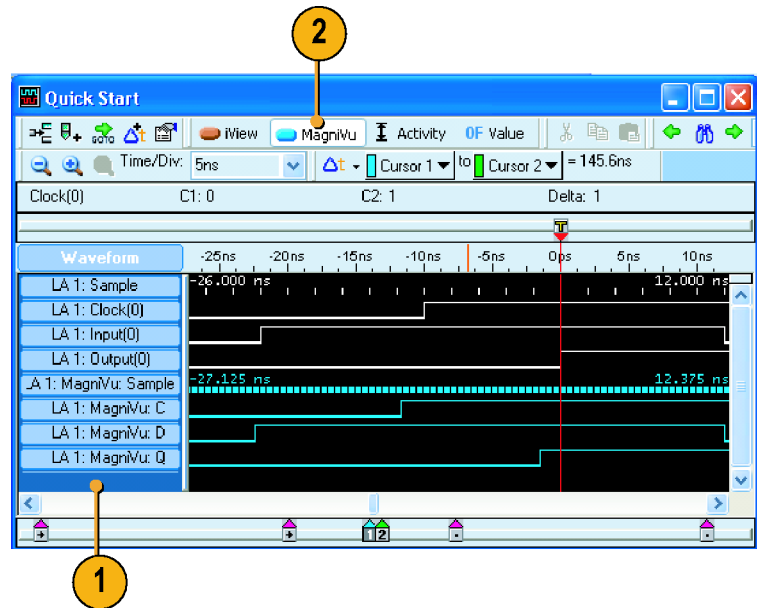 2
Quick Start
GOTO Δt iView MagniVu Activity 0F Value
Time/Div: 5ns Δt Cursor 1 to Cursor 2 = 145.6ns
Clock(0) C1: 0 C2: 1 Delta: 1
T
Waveform -25ns -20ns -15ns -10ns -5ns 0ps 5ns 10ns
LA 1: Sample -26.000 ns 12.000 ns
LA 1: Clock(0)
LA 1: Input(0)
LA 1: Output(0)
LA 1: MagniVu: Sample -27.125 ns 12.375 ns
LA 1: MagniVu: C
LA 1: MagniVu: D
LA 1: MagniVu: Q
1 2
1